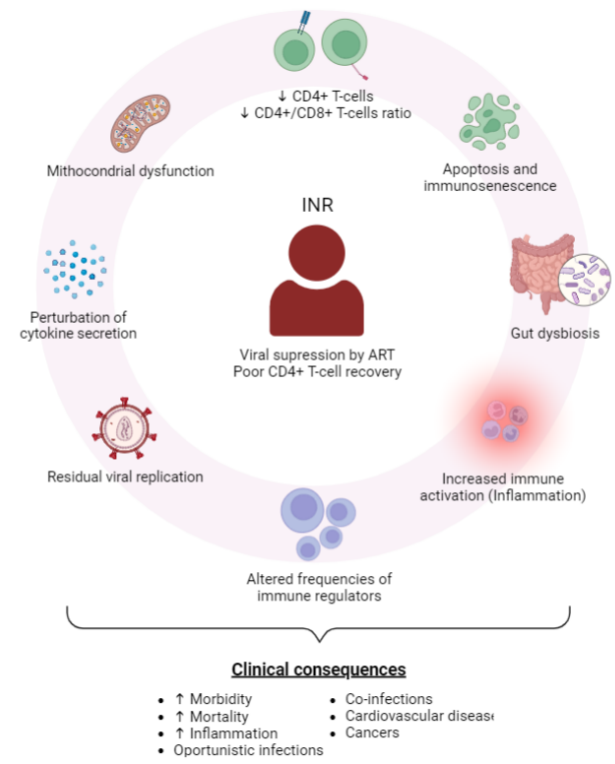 ↓ CD4+ T-cells
↓ CD4+/CD8+ T-cells ratio
Mithocondrial dysfunction
Apoptosis and
immunosenescence
INR
Viral supression by ART
Poor CD4+ T-cell recovery
Perturbation of
cytokine secretion
Gut dysbiosis
Residual viral replication
Increased immune
activation (Inflammation)
Altered frequencies of
immune regulators
Clinical consequences
• ↑ Morbidity
• ↑ Mortality
• ↑ Inflammation
• Oportunistic infections
• Co-infections
• Cardiovascular disease
• Cancers